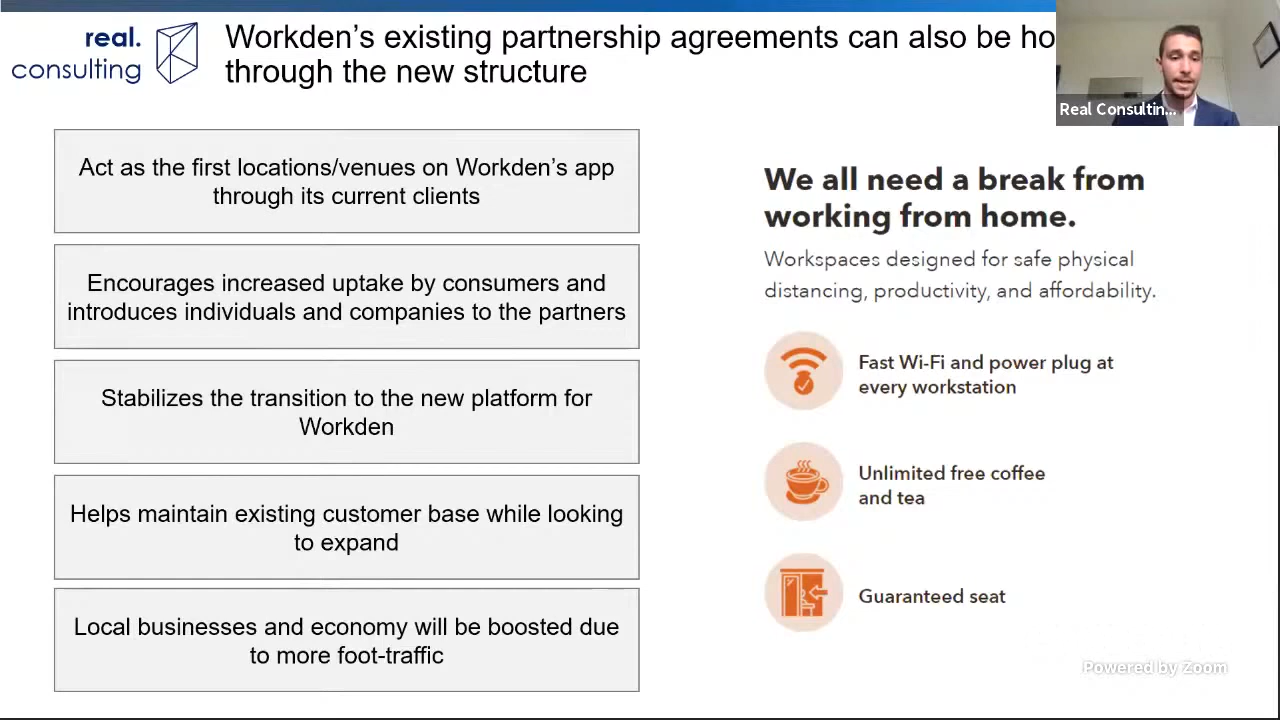 real.
consulting
Workden’s existing partnership agreements can also be
through the new structure
Real Consultin...
Act as the first locations/venues on Workden’s app
through its current clients
Encourages increased uptake by consumers and
introduces individuals and companies to the partners
Stabilizes the transition to the new platform for
Workden
Helps maintain existing customer base while looking
to expand
Local businesses and economy will be boosted due
to more foot-traffic
We all need a break from
working from home.
Workspaces designed for safe physical
distancing, productivity, and affordability.
Fast Wi-Fi and power plug at
every workstation
Unlimited free coffee
and tea
Guaranteed seat
Powered by Zoom